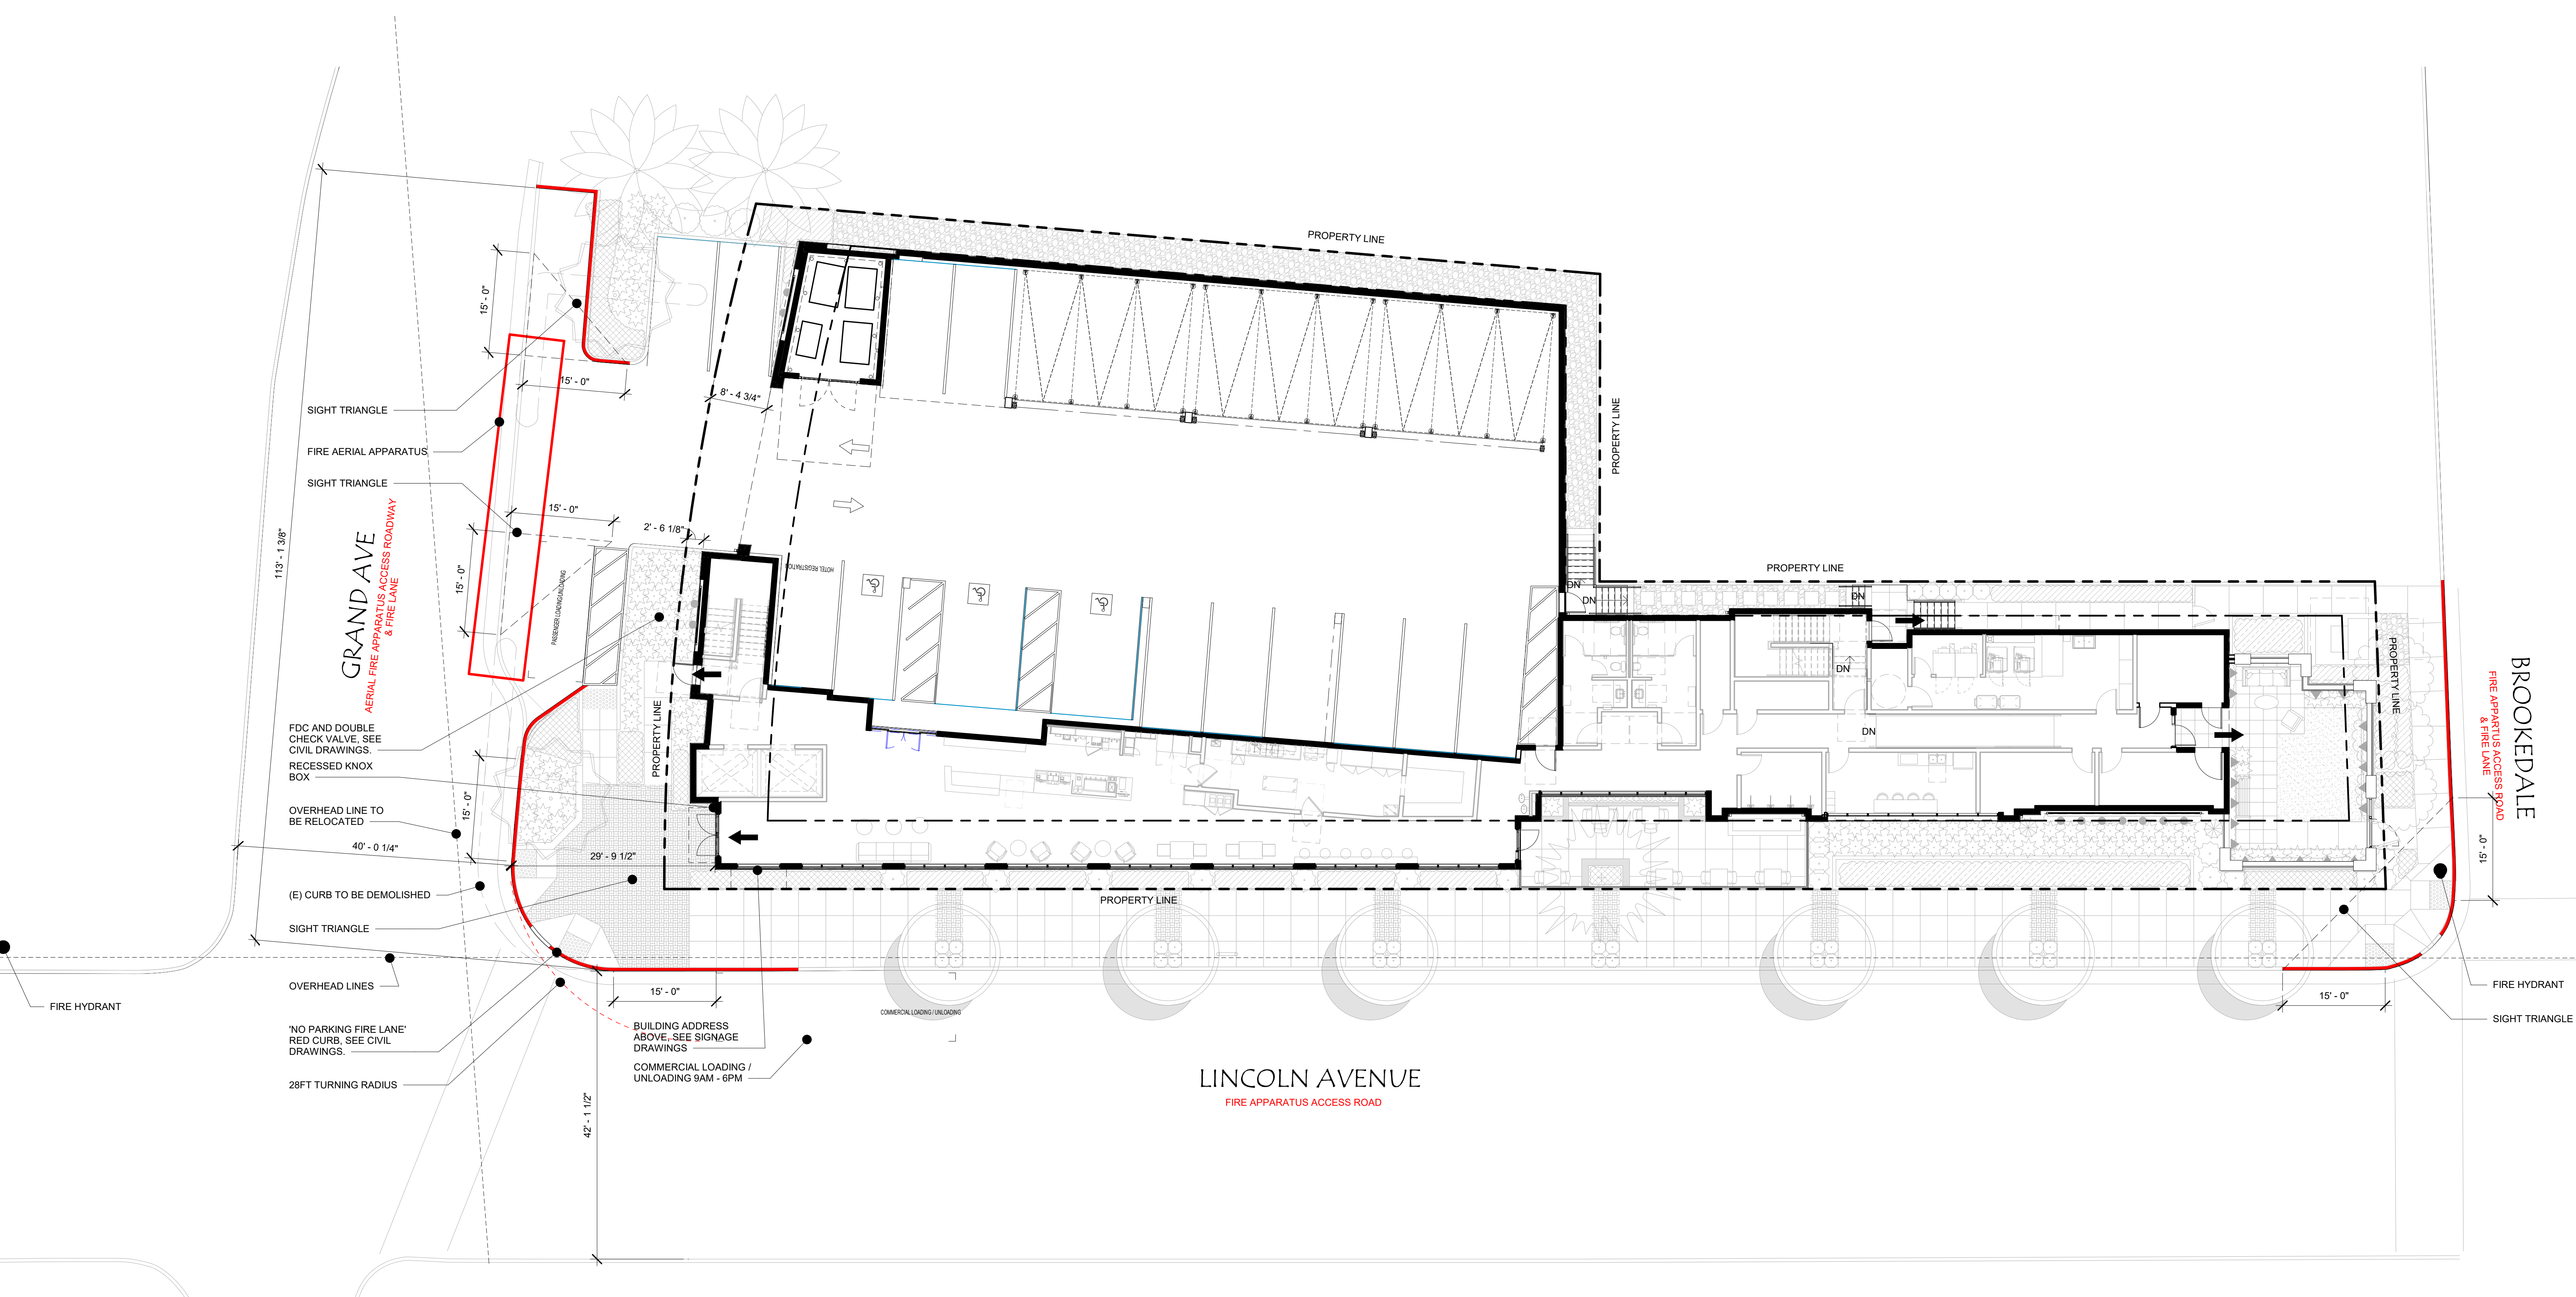 PROPERTY LINE
15' - 0"
15' - 0"
8' - 4 3/4"
SIGHT TRIANGLE
FIRE AERIAL APPARATUS
SIGHT TRIANGLE
PROPERTY LINE
15' - 0"
2' - 6 1/8"
15' - 0"
113' - 1 3/8"
GRAND AVE
AERIAL FIRE APPARATUS ACCESS ROADWAY
& FIRE LANE
PASSENGER LOADING/UNLOADING
HOTEL REGISTRATION
PROPERTY LINE
DN
DN
DN
DN
DN
PROPERTY LINE
BROOKEDALE
FIRE APPARATUS ACCESS ROAD
& FIRE LANE
FDC AND DOUBLE
CHECK VALVE, SEE
CIVIL DRAWINGS.
RECESSED KNOX
BOX
PROPERTY LINE
OVERHEAD LINE TO
BE RELOCATED
15' - 0"
40' - 0 1/4"
29' - 9 1/2"
15' - 0"
(E) CURB TO BE DEMOLISHED
PROPERTY LINE
SIGHT TRIANGLE
OVERHEAD LINES
FIRE HYDRANT
15' - 0"
15' - 0"
FIRE HYDRANT
SIGHT TRIANGLE
COMMERCIAL LOADING / UNLOADING
'NO PARKING FIRE LANE'
RED CURB, SEE CIVIL
DRAWINGS.
BUILDING ADDRESS
ABOVE, SEE SIGNAGE
DRAWINGS
COMMERCIAL LOADING /
UNLOADING 9AM - 6PM
28FT TURNING RADIUS
42' - 1 1/2"
LINCOLN AVENUE
FIRE APPARATUS ACCESS ROAD